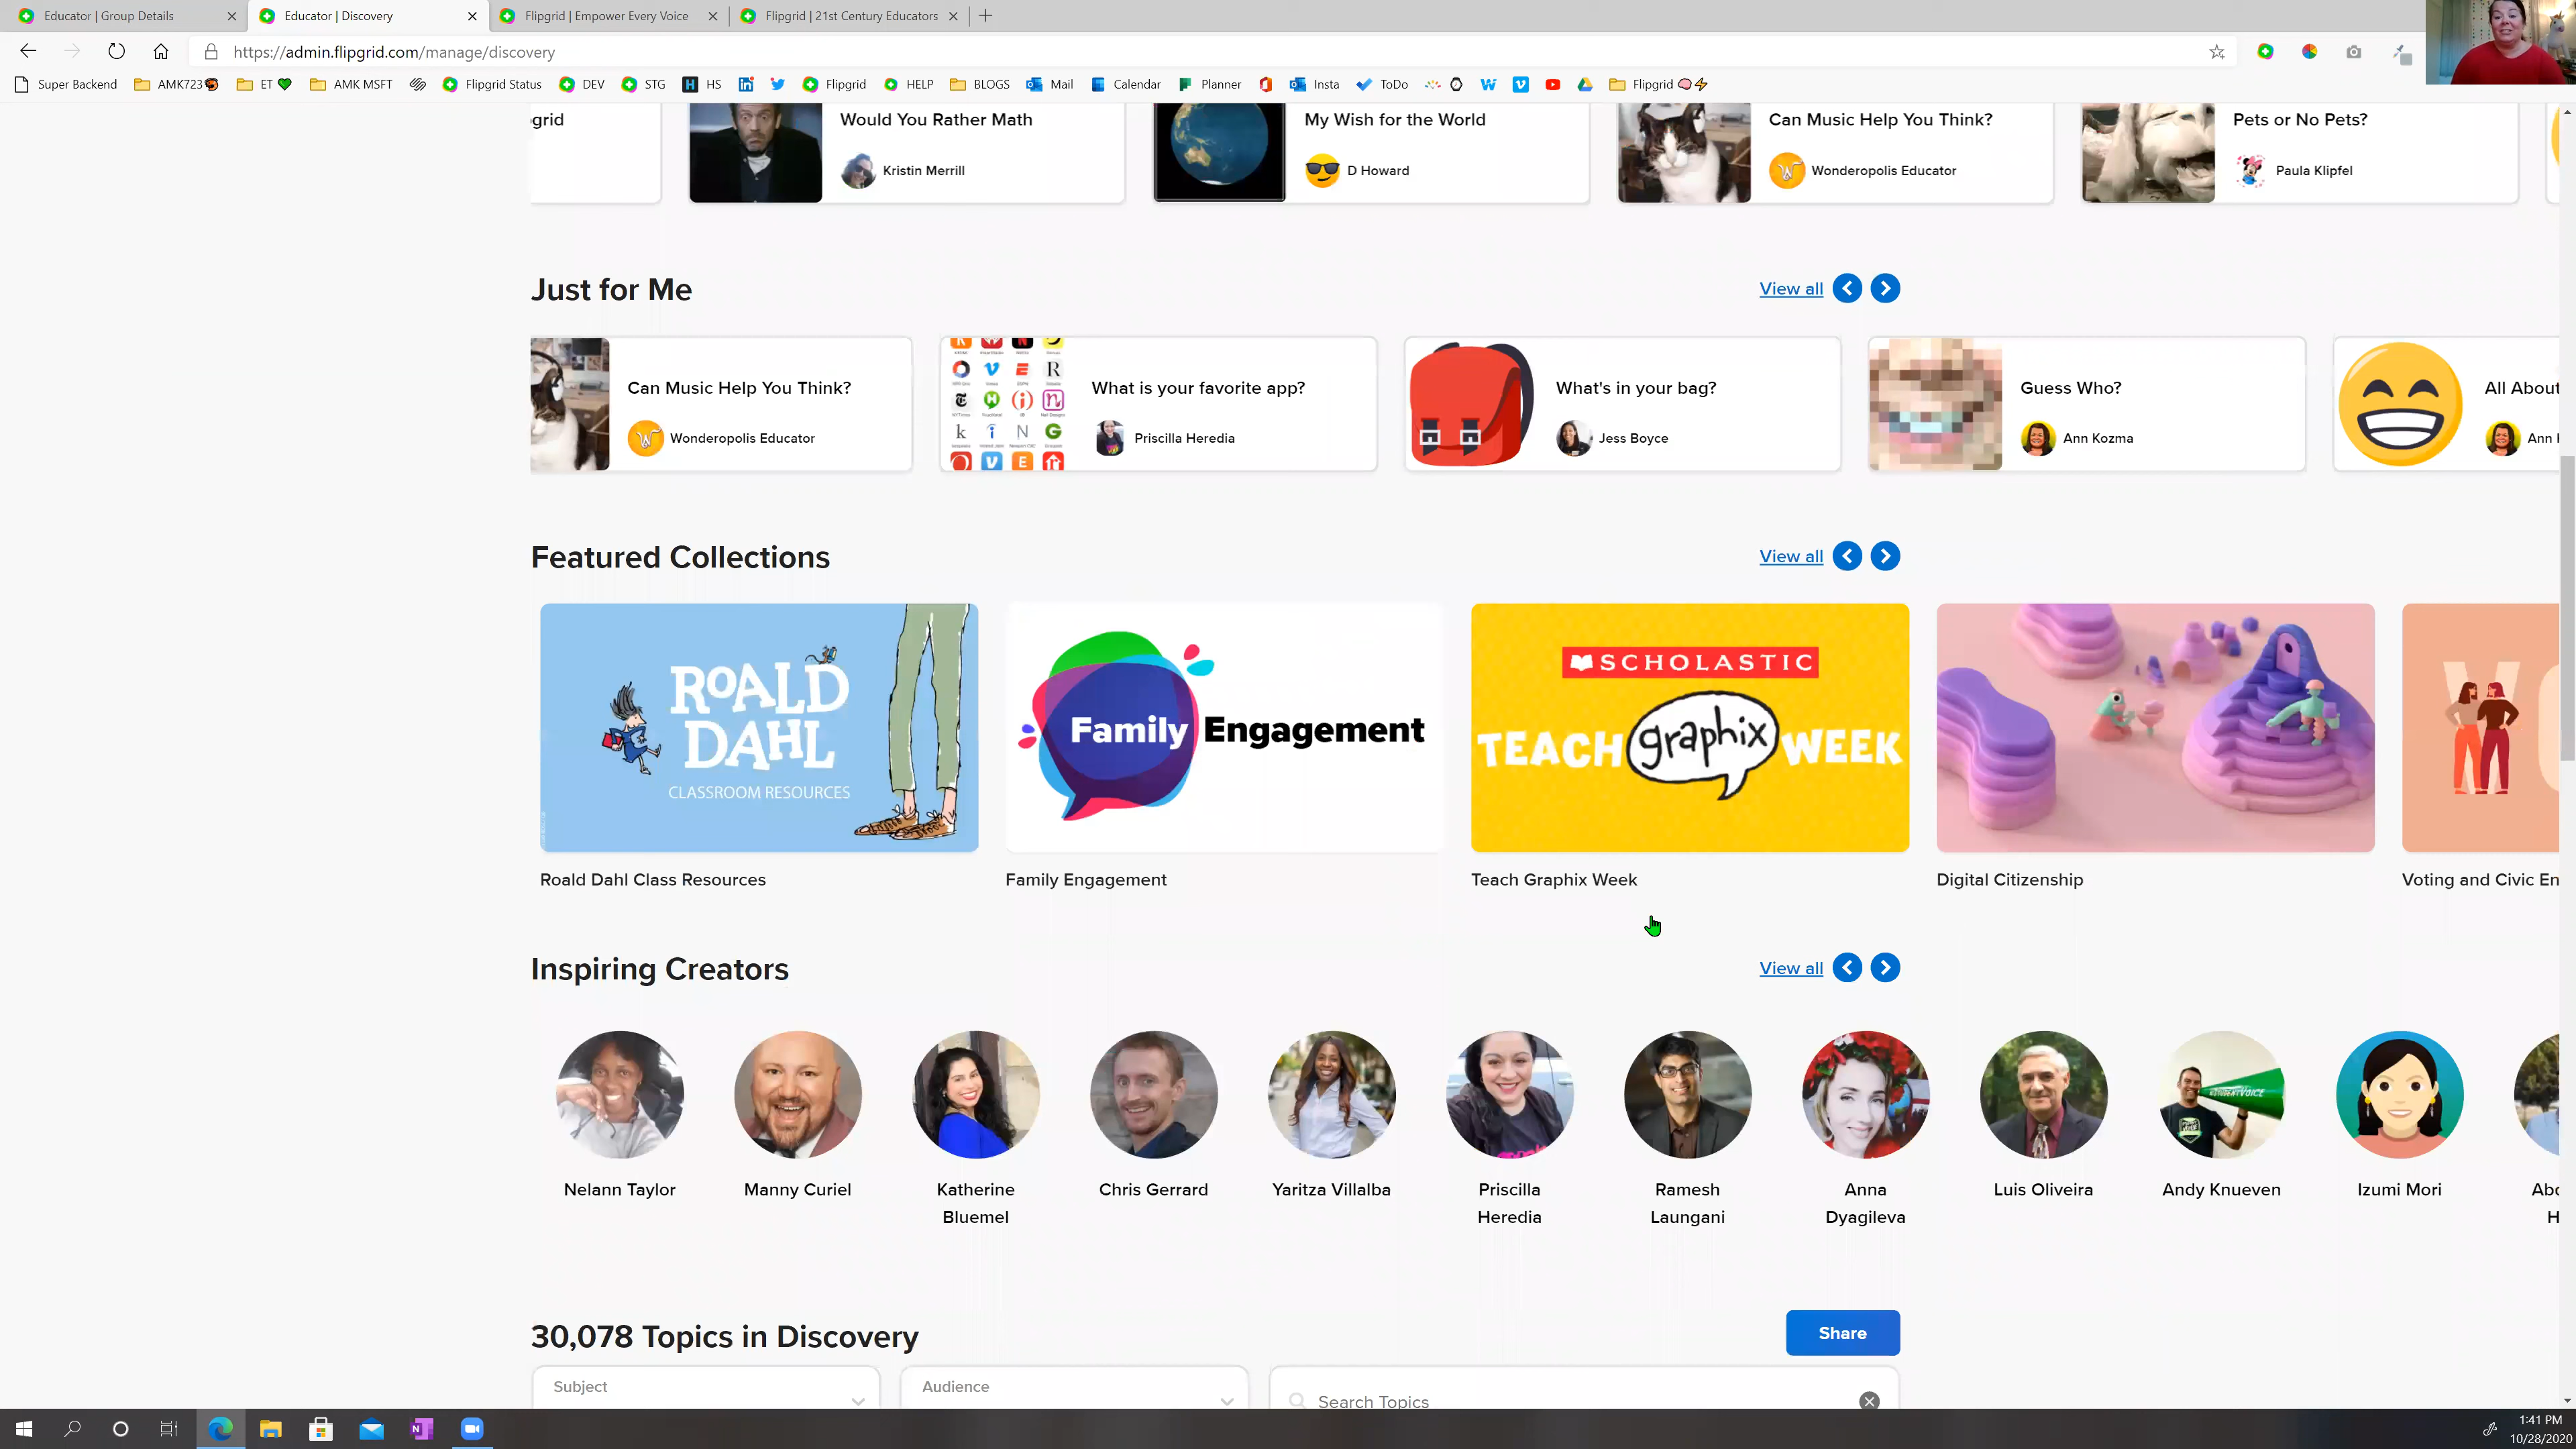 Educator | Group Details
Educator | Discovery
Flipgrid | Empower Every Voice
Flipgrid | 21st Century Educators
https://admin.flipgrid.com/manage/discovery
Super Backend
AMK723
ET
AMK MSFT
Flipgrid Status
DEV
STG
HS
Flipgrid
HELP
BLOGS
Mail
Calendar
Planner
Insta
ToDo
Flipgrid
grid
Would You Rather Math
Kristin Merrill
My Wish for the World
D Howard
Can Music Help You Think?
Wonderopolis Educator
Pets or No Pets?
Paula Klipfel
Just for Me
View all
Can Music Help You Think?
Wonderopolis Educator
What is your favorite app?
Priscilla Heredia
What's in your bag?
Jess Boyce
Guess Who?
Ann Kozma
All About
Ann
Featured Collections
View all
ROALD
DAHL
CLASSROOM RESOURCES
Family Engagement
SCHOLASTIC
TEACH graphix WEEK
Roald Dahl Class Resources
Family Engagement
Teach Graphix Week
Digital Citizenship
Voting and Civic En
Inspiring Creators
View all
#STUDENTVOICE
Nelann Taylor
Manny Curiel
Katherine
Bluemel
Chris Gerrard
Yaritza Villalba
Priscilla
Heredia
Ramesh
Laungani
Anna
Dyagileva
Luis Oliveira
Andy Knueven
Izumi Mori
Abc
H
30,078 Topics in Discovery
Share
Subject
Audience
Search Topics
1:41 PM
10/28/2020